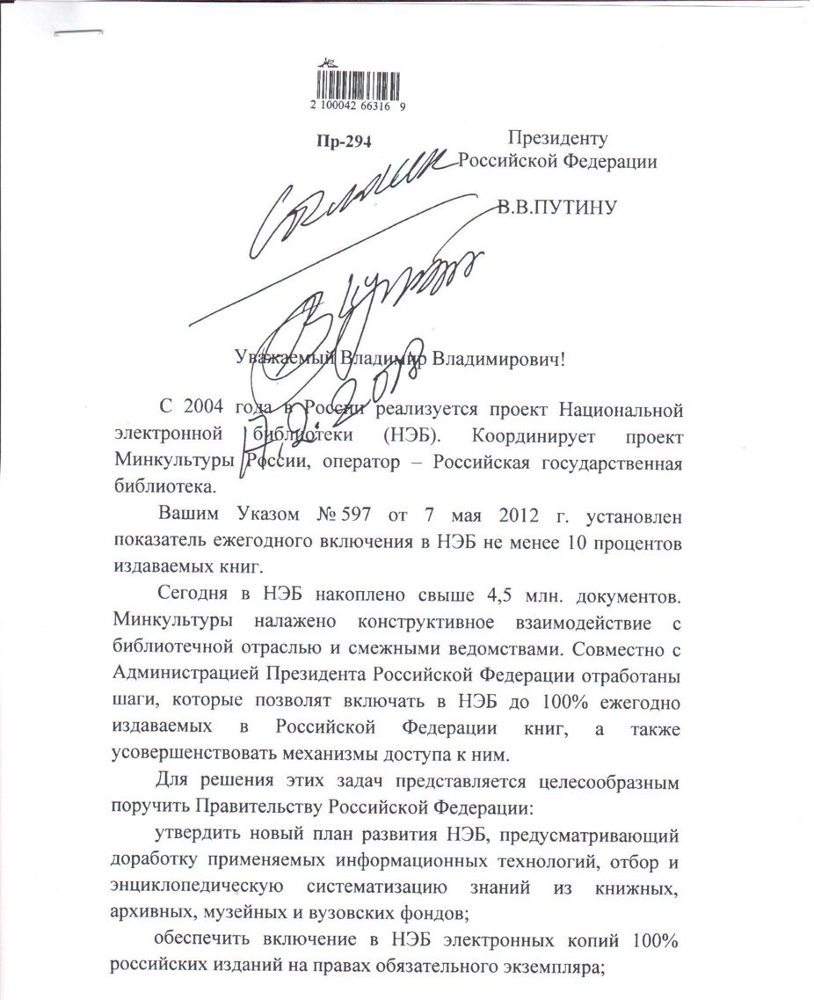 2 100042 66316 9
Пр-294
Президенту
Российской Федерации
В.В.ПУТИНУ
Согласен
Уважаемый Владимир Владимирович!
С 2004 года в России реализуется проект Национальной
электронной библиотеки (НЭБ). Координирует проект
Минкультуры России, оператор – Российская государственная
библиотека.
Вашим Указом № 597 от 7 мая 2012 г. установлен
показатель ежегодного включения в НЭБ не менее 10 процентов
издаваемых книг.
Сегодня в НЭБ накоплено свыше 4,5 млн. документов.
Минкультуры налажено конструктивное взаимодействие с
библиотечной отраслью и смежными ведомствами. Совместно с
Администрацией Президента Российской Федерации отработаны
шаги, которые позволят включать в НЭБ до 100% ежегодно
издаваемых в Российской Федерации книг, а также
усовершенствовать механизмы доступа к ним.
Для решения этих задач представляется целесообразным
поручить Правительству Российской Федерации:
утвердить новый план развития НЭБ, предусматривающий
доработку применяемых информационных технологий, отбор и
энциклопедическую систематизацию знаний из книжных,
архивных, музейных и вузовских фондов;
обеспечить включение в НЭБ электронных копий 100%
российских изданий на правах обязательного экземпляра;